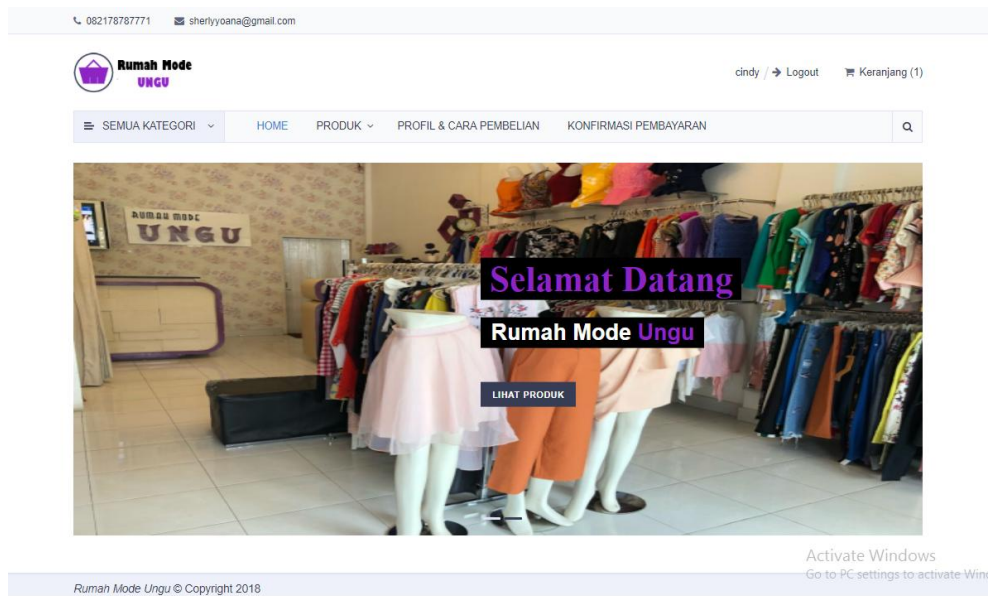 082178787771 sherlyyoana@gmail.com
Rumah Mode
UNGU
cindy / Logout Keranjang (1)
SEMUA KATEGORI HOME PRODUK PROFIL & CARA PEMBELIAN KONFIRMASI PEMBAYARAN
RUMAH MODE
UNGU
Selamat Datang
Rumah Mode Ungu
LIHAT PRODUK
Activate Windows
Go to PC settings to activate Win
Rumah Mode Ungu © Copyright 2018